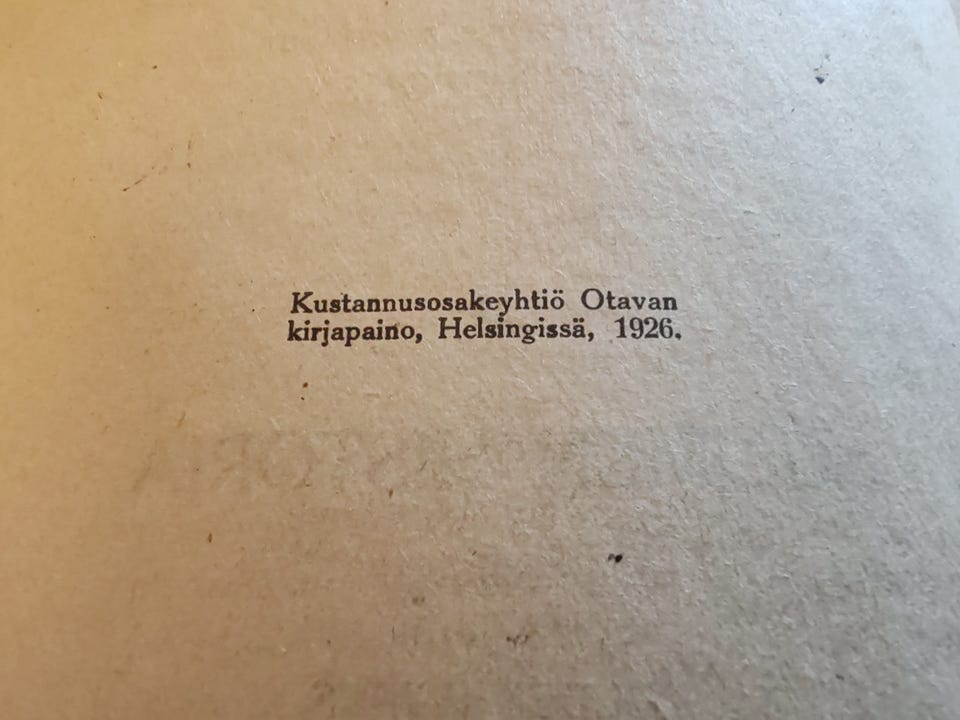 Kustannusosakeyhtiö Otavan
kirjapaino, Helsingissä, 1926.